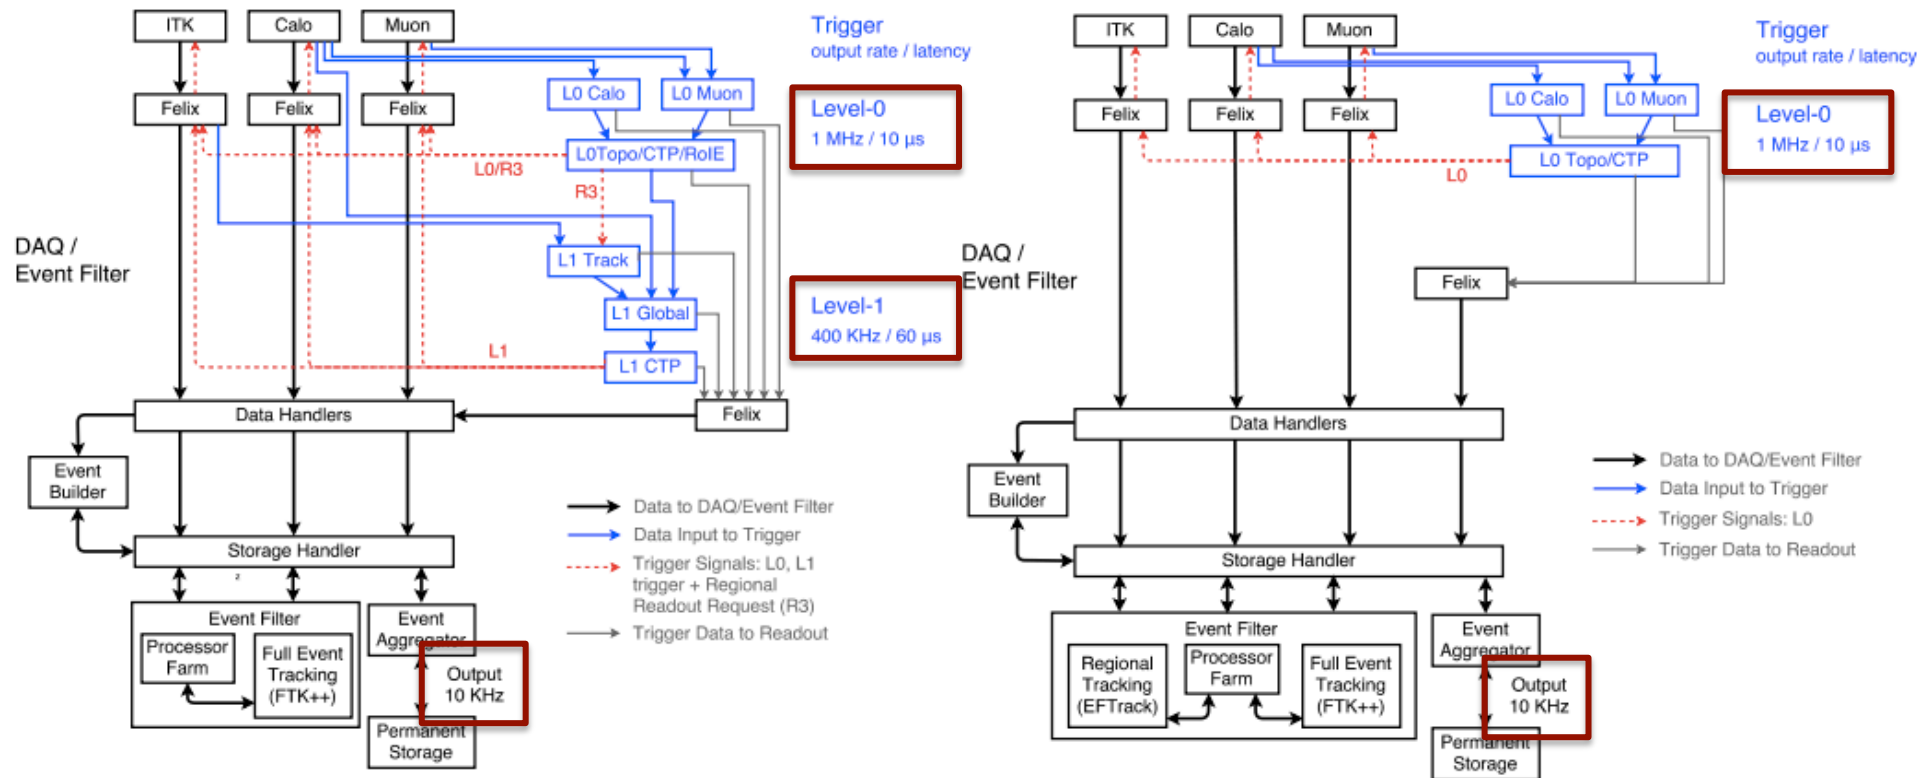 ITK
Calo
Muon
Trigger
output rate / latency
L0 Calo
L0 Muon
Felix
Felix
Felix
Level-0
1 MHz / 10 µs
L0Topo/CTP/RoIE
L0/R3
R3
DAQ /
Event Filter
L1 Track
L1 Global
Level-1
400 KHz / 60 µs
L1
L1 CTP
Data Handlers
Felix
Event
Builder
Storage Handler
2
Data to DAQ/Event Filter
Data Input to Trigger
Trigger Signals: L0, L1
trigger + Regional
Readout Request (R3)
Trigger Data to Readout
Event Filter
Processor
Farm
Full Event
Tracking
(FTK++)
Event
Aggregator
Output
10 KHz
Permanent
Storage
ITK
Calo
Muon
Trigger
output rate / latency
L0 Calo
L0 Muon
Felix
Felix
Felix
Level-0
1 MHz / 10 µs
L0 Topo/CTP
L0
DAQ /
Event Filter
Felix
Data Handlers
Event
Builder
Storage Handler
Data to DAQ/Event Filter
Data Input to Trigger
Trigger Signals: L0
Trigger Data to Readout
Event Filter
Regional
Tracking
(EFTrack)
Processor
Farm
Full Event
Tracking
(FTK++)
Event
Aggregator
Output
10 KHz
Permanent
Storage